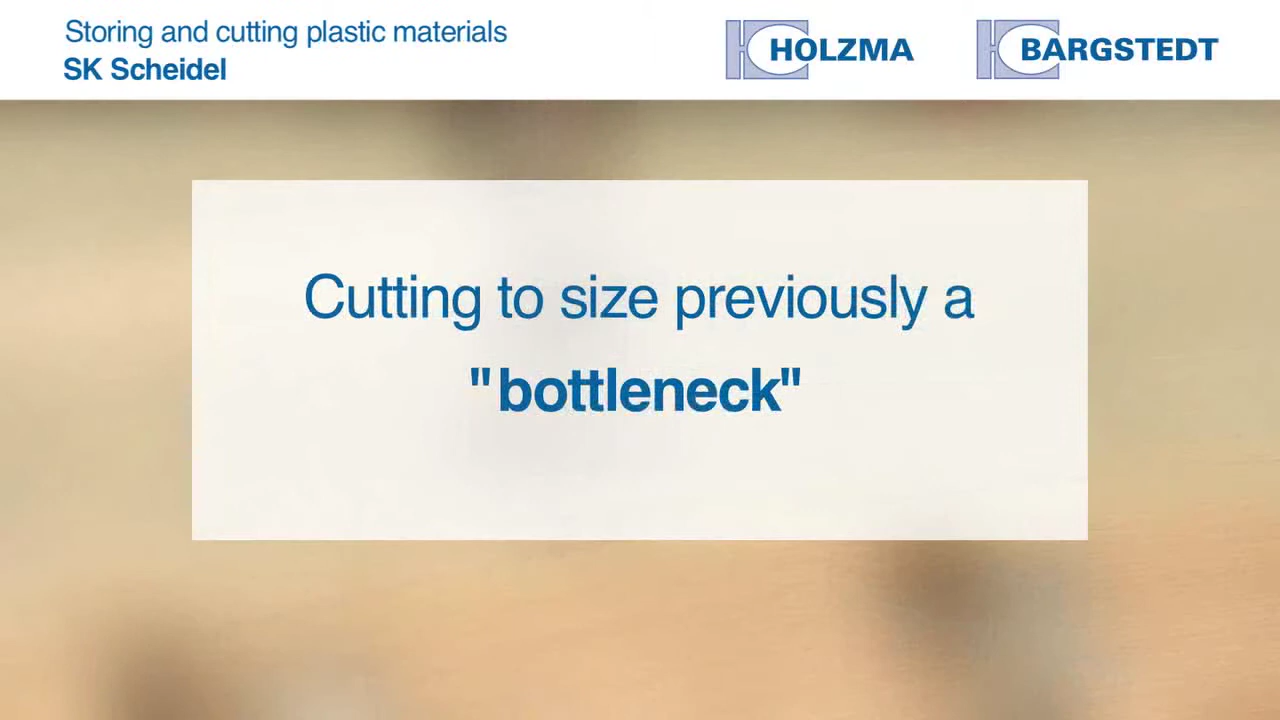 Storing and cutting plastic materials
SK Scheidel
HOLZMA
BARGSTEDT
Cutting to size previously a
"bottleneck"